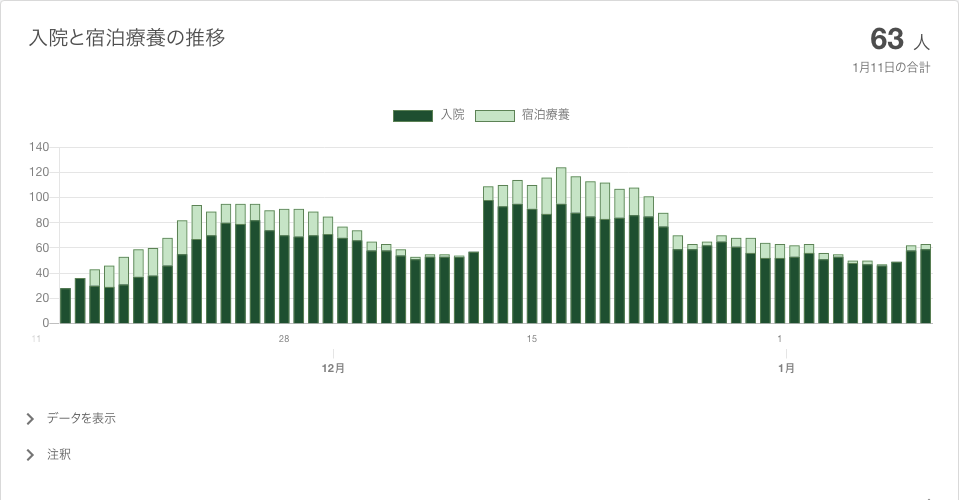 入院と宿泊療養の推移
63 人
1月11日の合計
入院 宿泊療養
140
120
100
80
60
40
20
0
11 28 15 1
12月 1月
データを表示
注釈